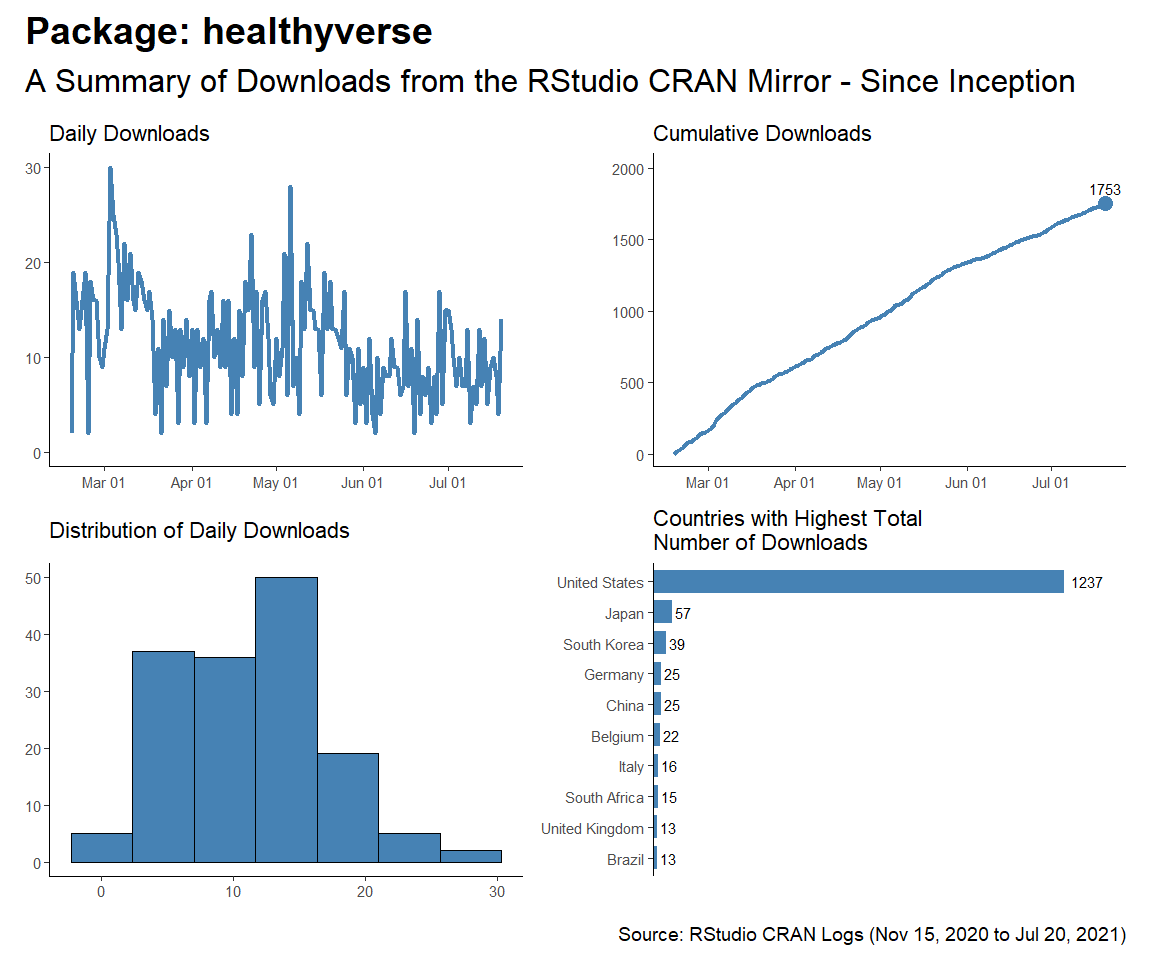 Package: healthyverse
A Summary of Downloads from the RStudio CRAN Mirror - Since Inception
Daily Downloads
30
20
10
0
Mar 01 Apr 01 May 01 Jun 01 Jul 01
Cumulative Downloads
2000
1500
1000
500
0
1753
Mar 01 Apr 01 May 01 Jun 01 Jul 01
Distribution of Daily Downloads
50
40
30
20
10
0
0 10 20 30
Countries with Highest Total
Number of Downloads
United States 1237
Japan 57
South Korea 39
Germany 25
China 25
Belgium 22
Italy 16
South Africa 15
United Kingdom 13
Brazil 13
Source: RStudio CRAN Logs (Nov 15, 2020 to Jul 20, 2021)